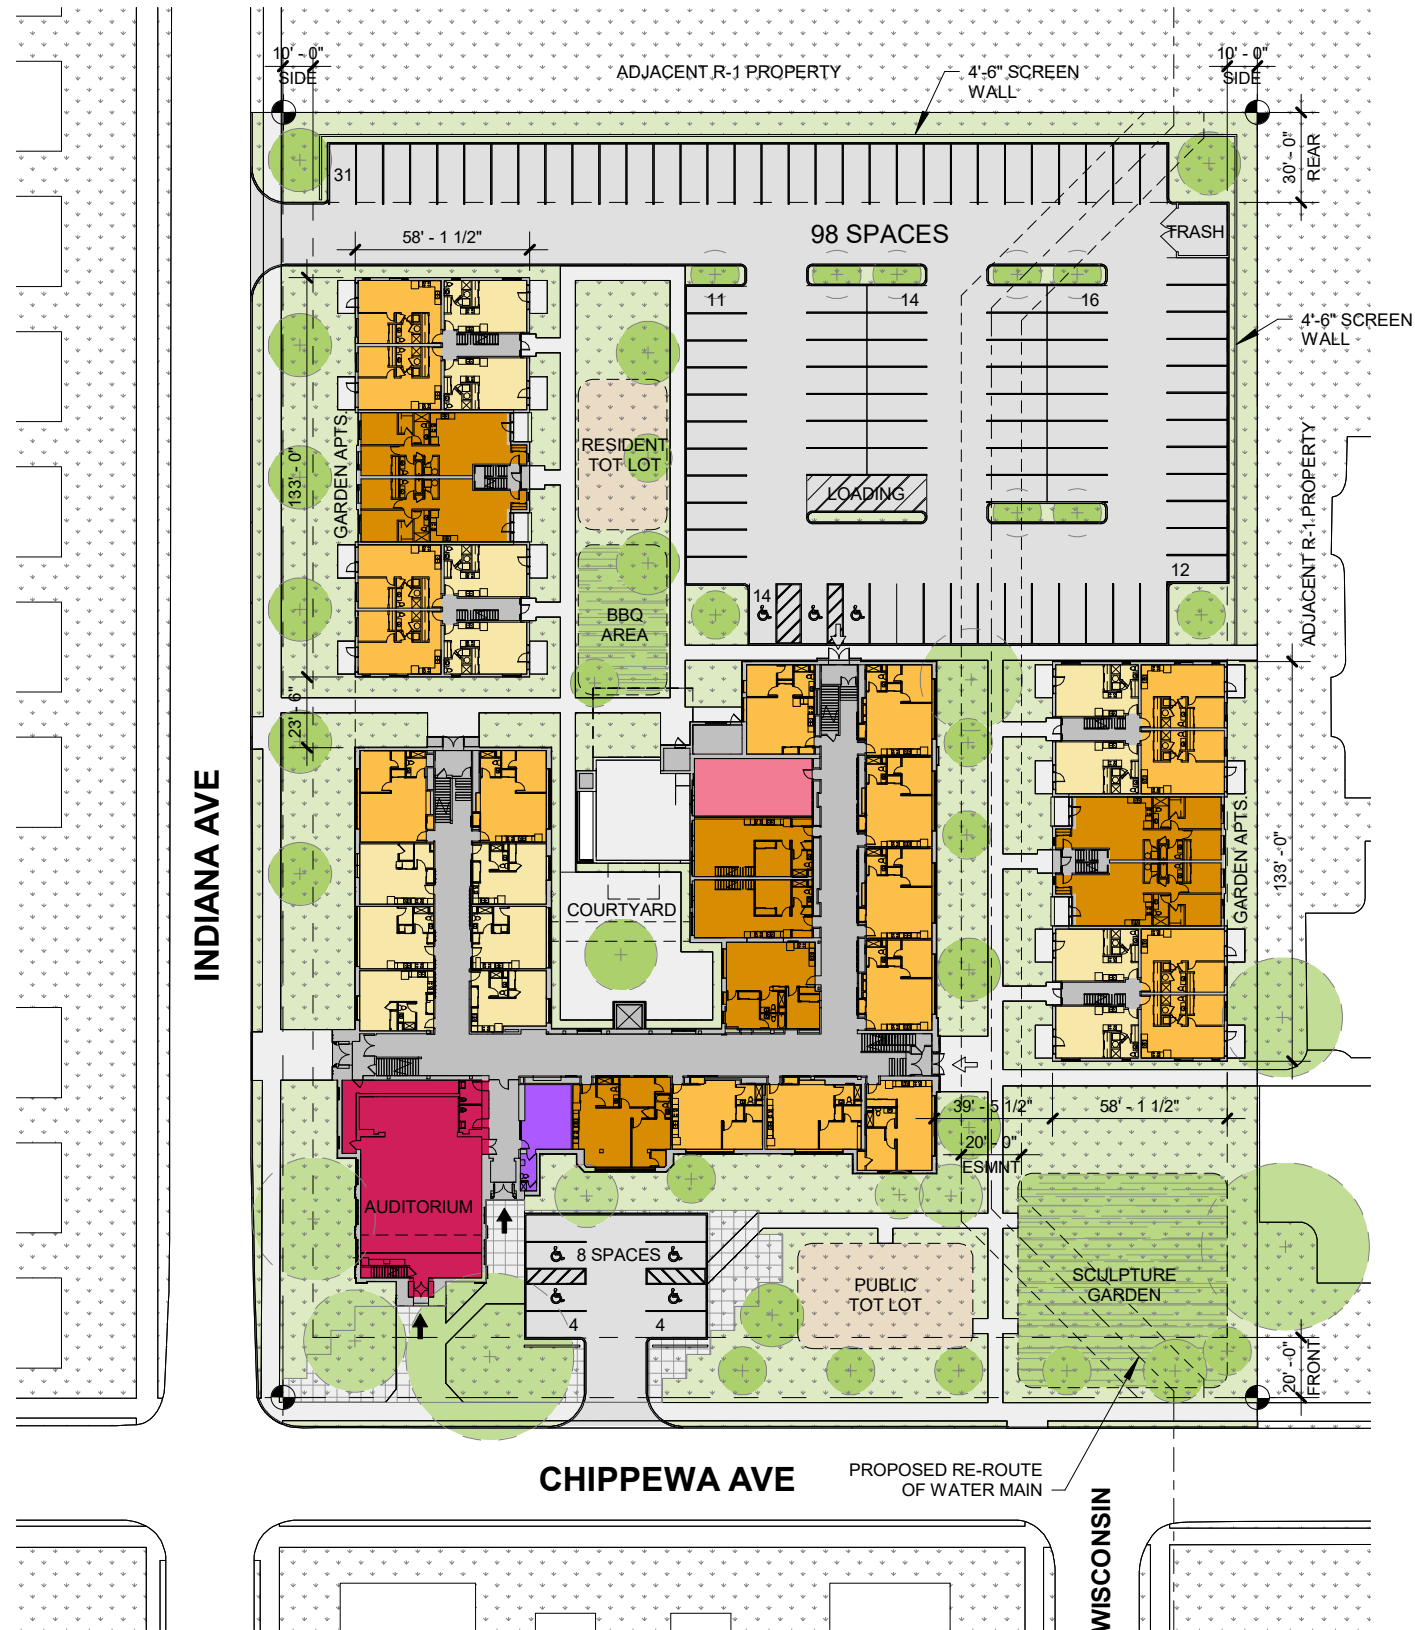 10' - 0"
SIDE
ADJACENT R-1 PROPERTY
4'-6" SCREEN
WALL
10' - 0"
SIDE
30' - 0"
REAR
31
58' - 1 1/2"
98 SPACES
TRASH
11
14
16
4'-6" SCREEN
WALL
133' - 0"
GARDEN APTS.
RESIDENT
TOT LOT
LOADING
ADJACENT R-1 PROPERTY
12
14
BBQ
AREA
23' - 6"
INDIANA AVE
COURTYARD
GARDEN APTS.
133' - 0"
39' - 5 1/2"
58' - 1 1/2"
20' - 0"
ESMNT
AUDITORIUM
8 SPACES
4
4
PUBLIC
TOT LOT
SCULPTURE
GARDEN
20' - 0"
FRONT
CHIPPEWA AVE
PROPOSED RE-ROUTE
OF WATER MAIN
WISCONSIN